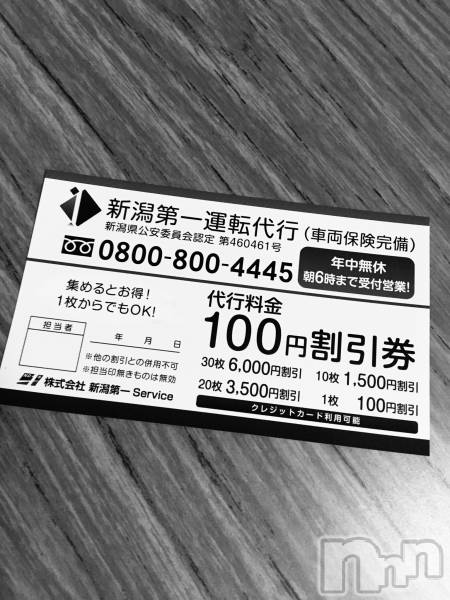 新潟第一運転代行(車両保険完備)
新潟県公安委員会認定 第460461号
0800-800-4445
年中無休
朝6時まで受付営業!
集めるとお得!
1枚からでもOK!
担当者
年 月 日
※他の割引との併用不可
※担当印無きものは無効
株式会社 新潟第一 Service
代行料金
100円割引券
30枚 6,000円割引 10枚 1,500円割引
20枚 3,500円割引 1枚 100円割引
クレジットカード利用可能
nnn